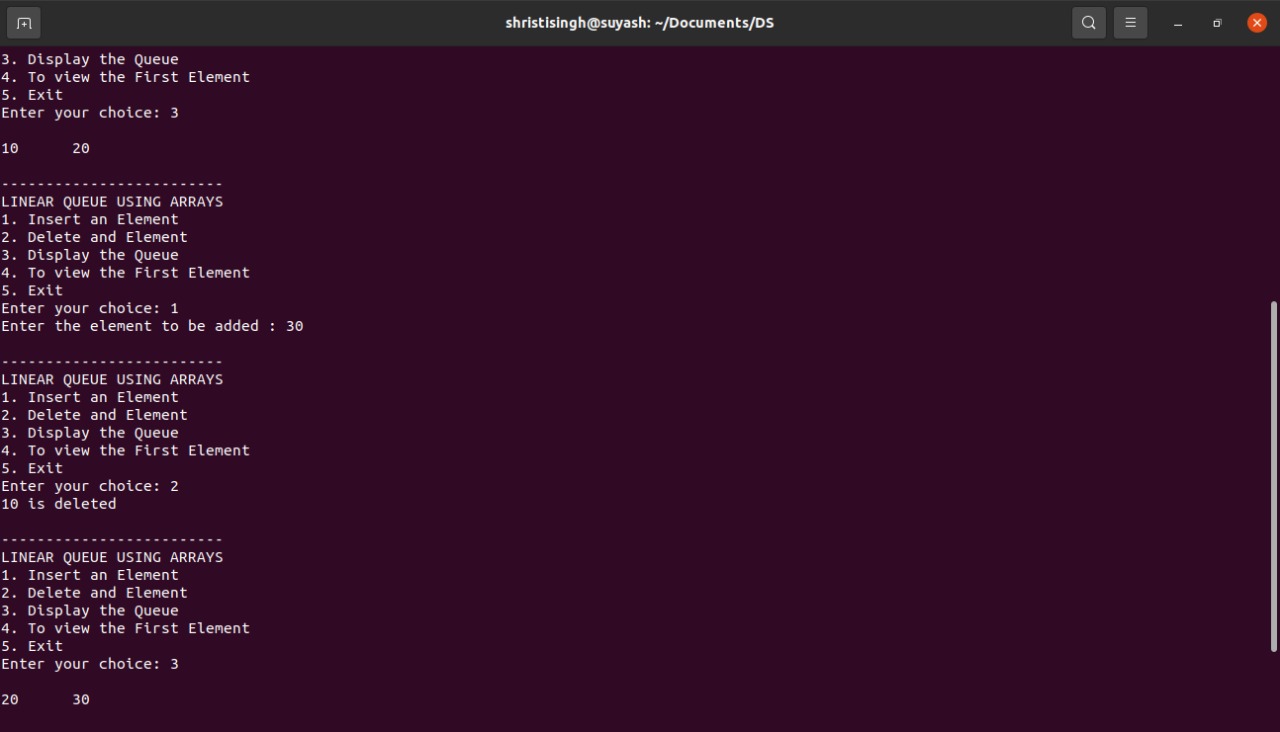 shristisingh@suyash: ~/Documents/DS
3. Display the Queue
4. To view the First Element
5. Exit
Enter your choice: 3
10      20
-------------------------
LINEAR QUEUE USING ARRAYS
1. Insert an Element
2. Delete and Element
3. Display the Queue
4. To view the First Element
5. Exit
Enter your choice: 1
Enter the element to be added : 30
-------------------------
LINEAR QUEUE USING ARRAYS
1. Insert an Element
2. Delete and Element
3. Display the Queue
4. To view the First Element
5. Exit
Enter your choice: 2
10 is deleted
-------------------------
LINEAR QUEUE USING ARRAYS
1. Insert an Element
2. Delete and Element
3. Display the Queue
4. To view the First Element
5. Exit
Enter your choice: 3
20      30